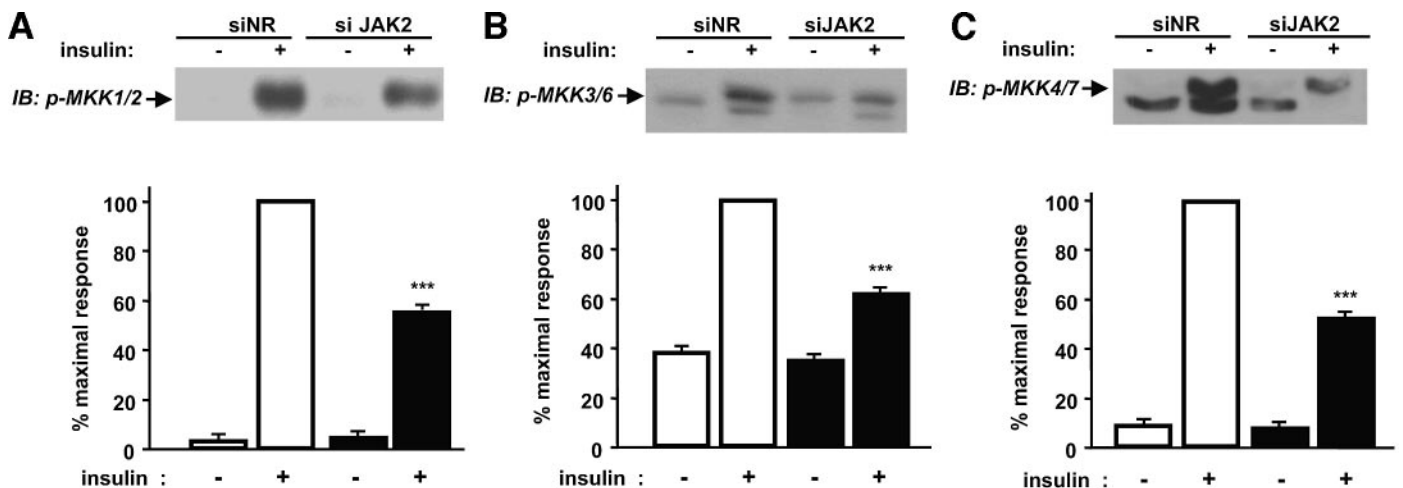 A
siNR si JAK2
insulin: - + - +
IB: p-MKK1/2
% maximal response
100
80
60
40
20
0
***
insulin : - + - +
B
siNR siJAK2
insulin: - + - +
IB: p-MKK3/6
% maximal response
100
80
60
40
20
0
***
insulin : - + - +
C
siNR siJAK2
insulin: - + - +
IB: p-MKK4/7
% maximal response
100
80
60
40
20
0
***
insulin : - + - +